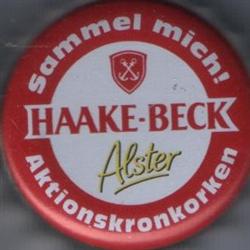 Sammel mich!
HAAKE-BECK
Alster
Aktionskronkorken